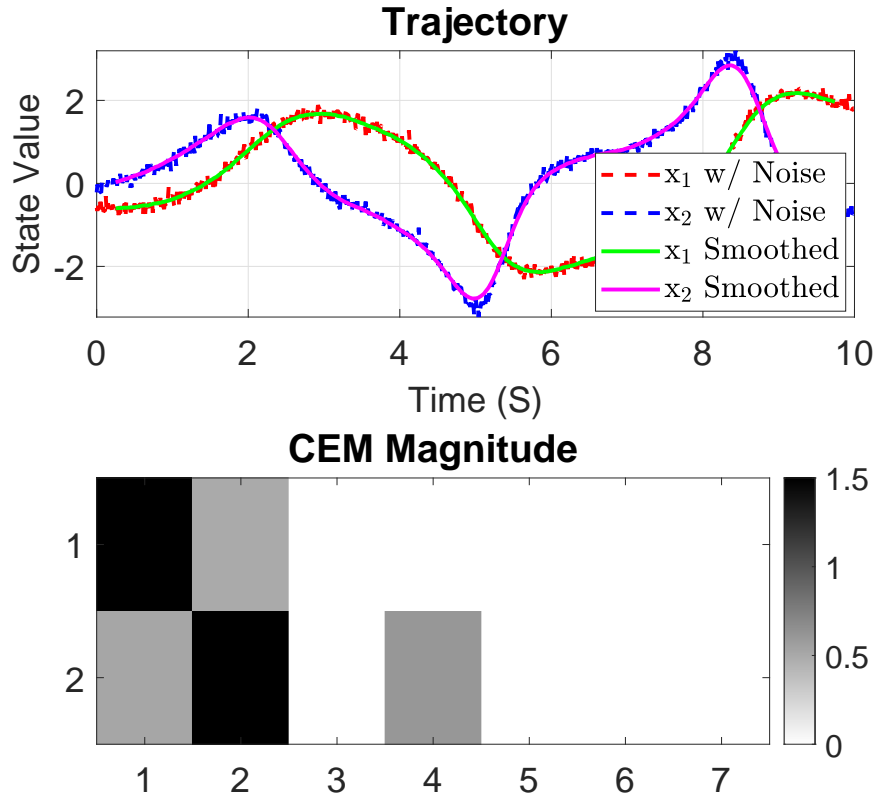 Trajectory
2
0
-2
State Value
x₁ w/ Noise
x₂ w/ Noise
x₁ Smoothed
x₂ Smoothed
0 2 4 6 8 10
Time (S)
CEM Magnitude
1
2
1.5
1
0.5
0
1 2 3 4 5 6 7